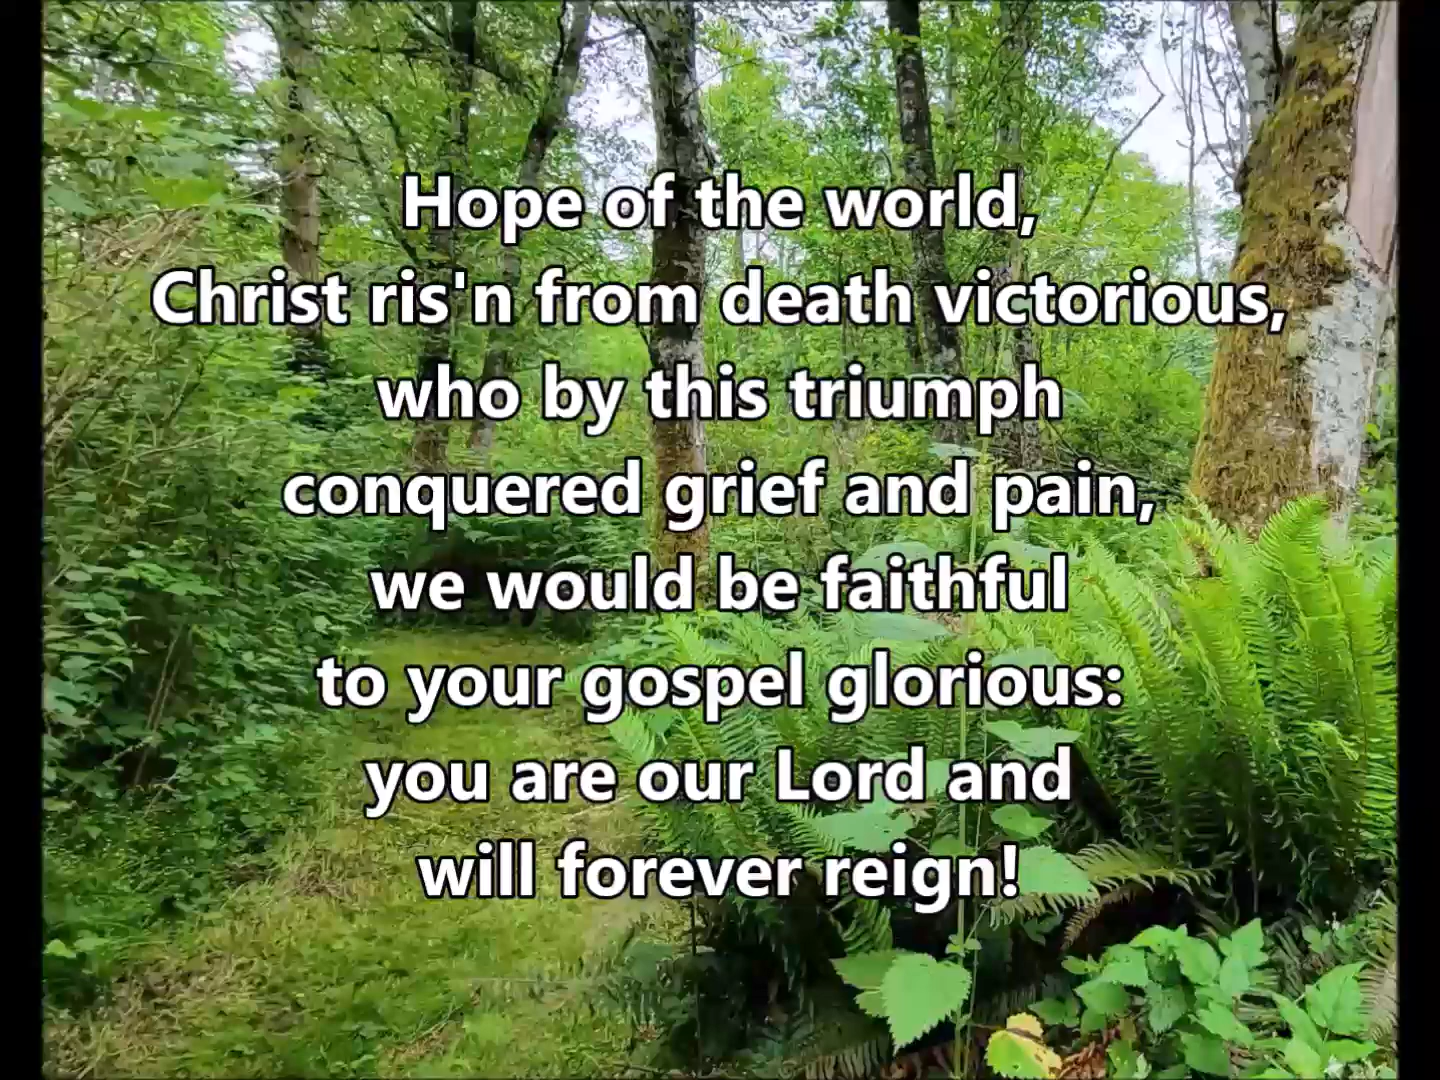 Hope of the world,
Christ ris'n from death victorious,
who by this triumph
conquered grief and pain,
we would be faithful
to your gospel glorious:
you are our Lord and
will forever reign!